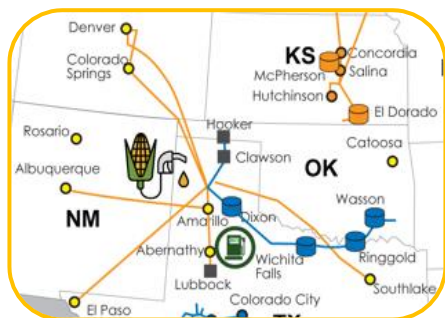 Denver
Colorado
Springs
KS
Concordia
McPherson
Salina
Hutchinson
El Dorado
Hooker
Rosario
Clawson
OK
Catoosa
Albuquerque
Wasson
NM
Amarillo
Dixon
Abernathy
Wichita
Falls
Ringgold
Lubbock
Southlake
El Paso
Colorado City